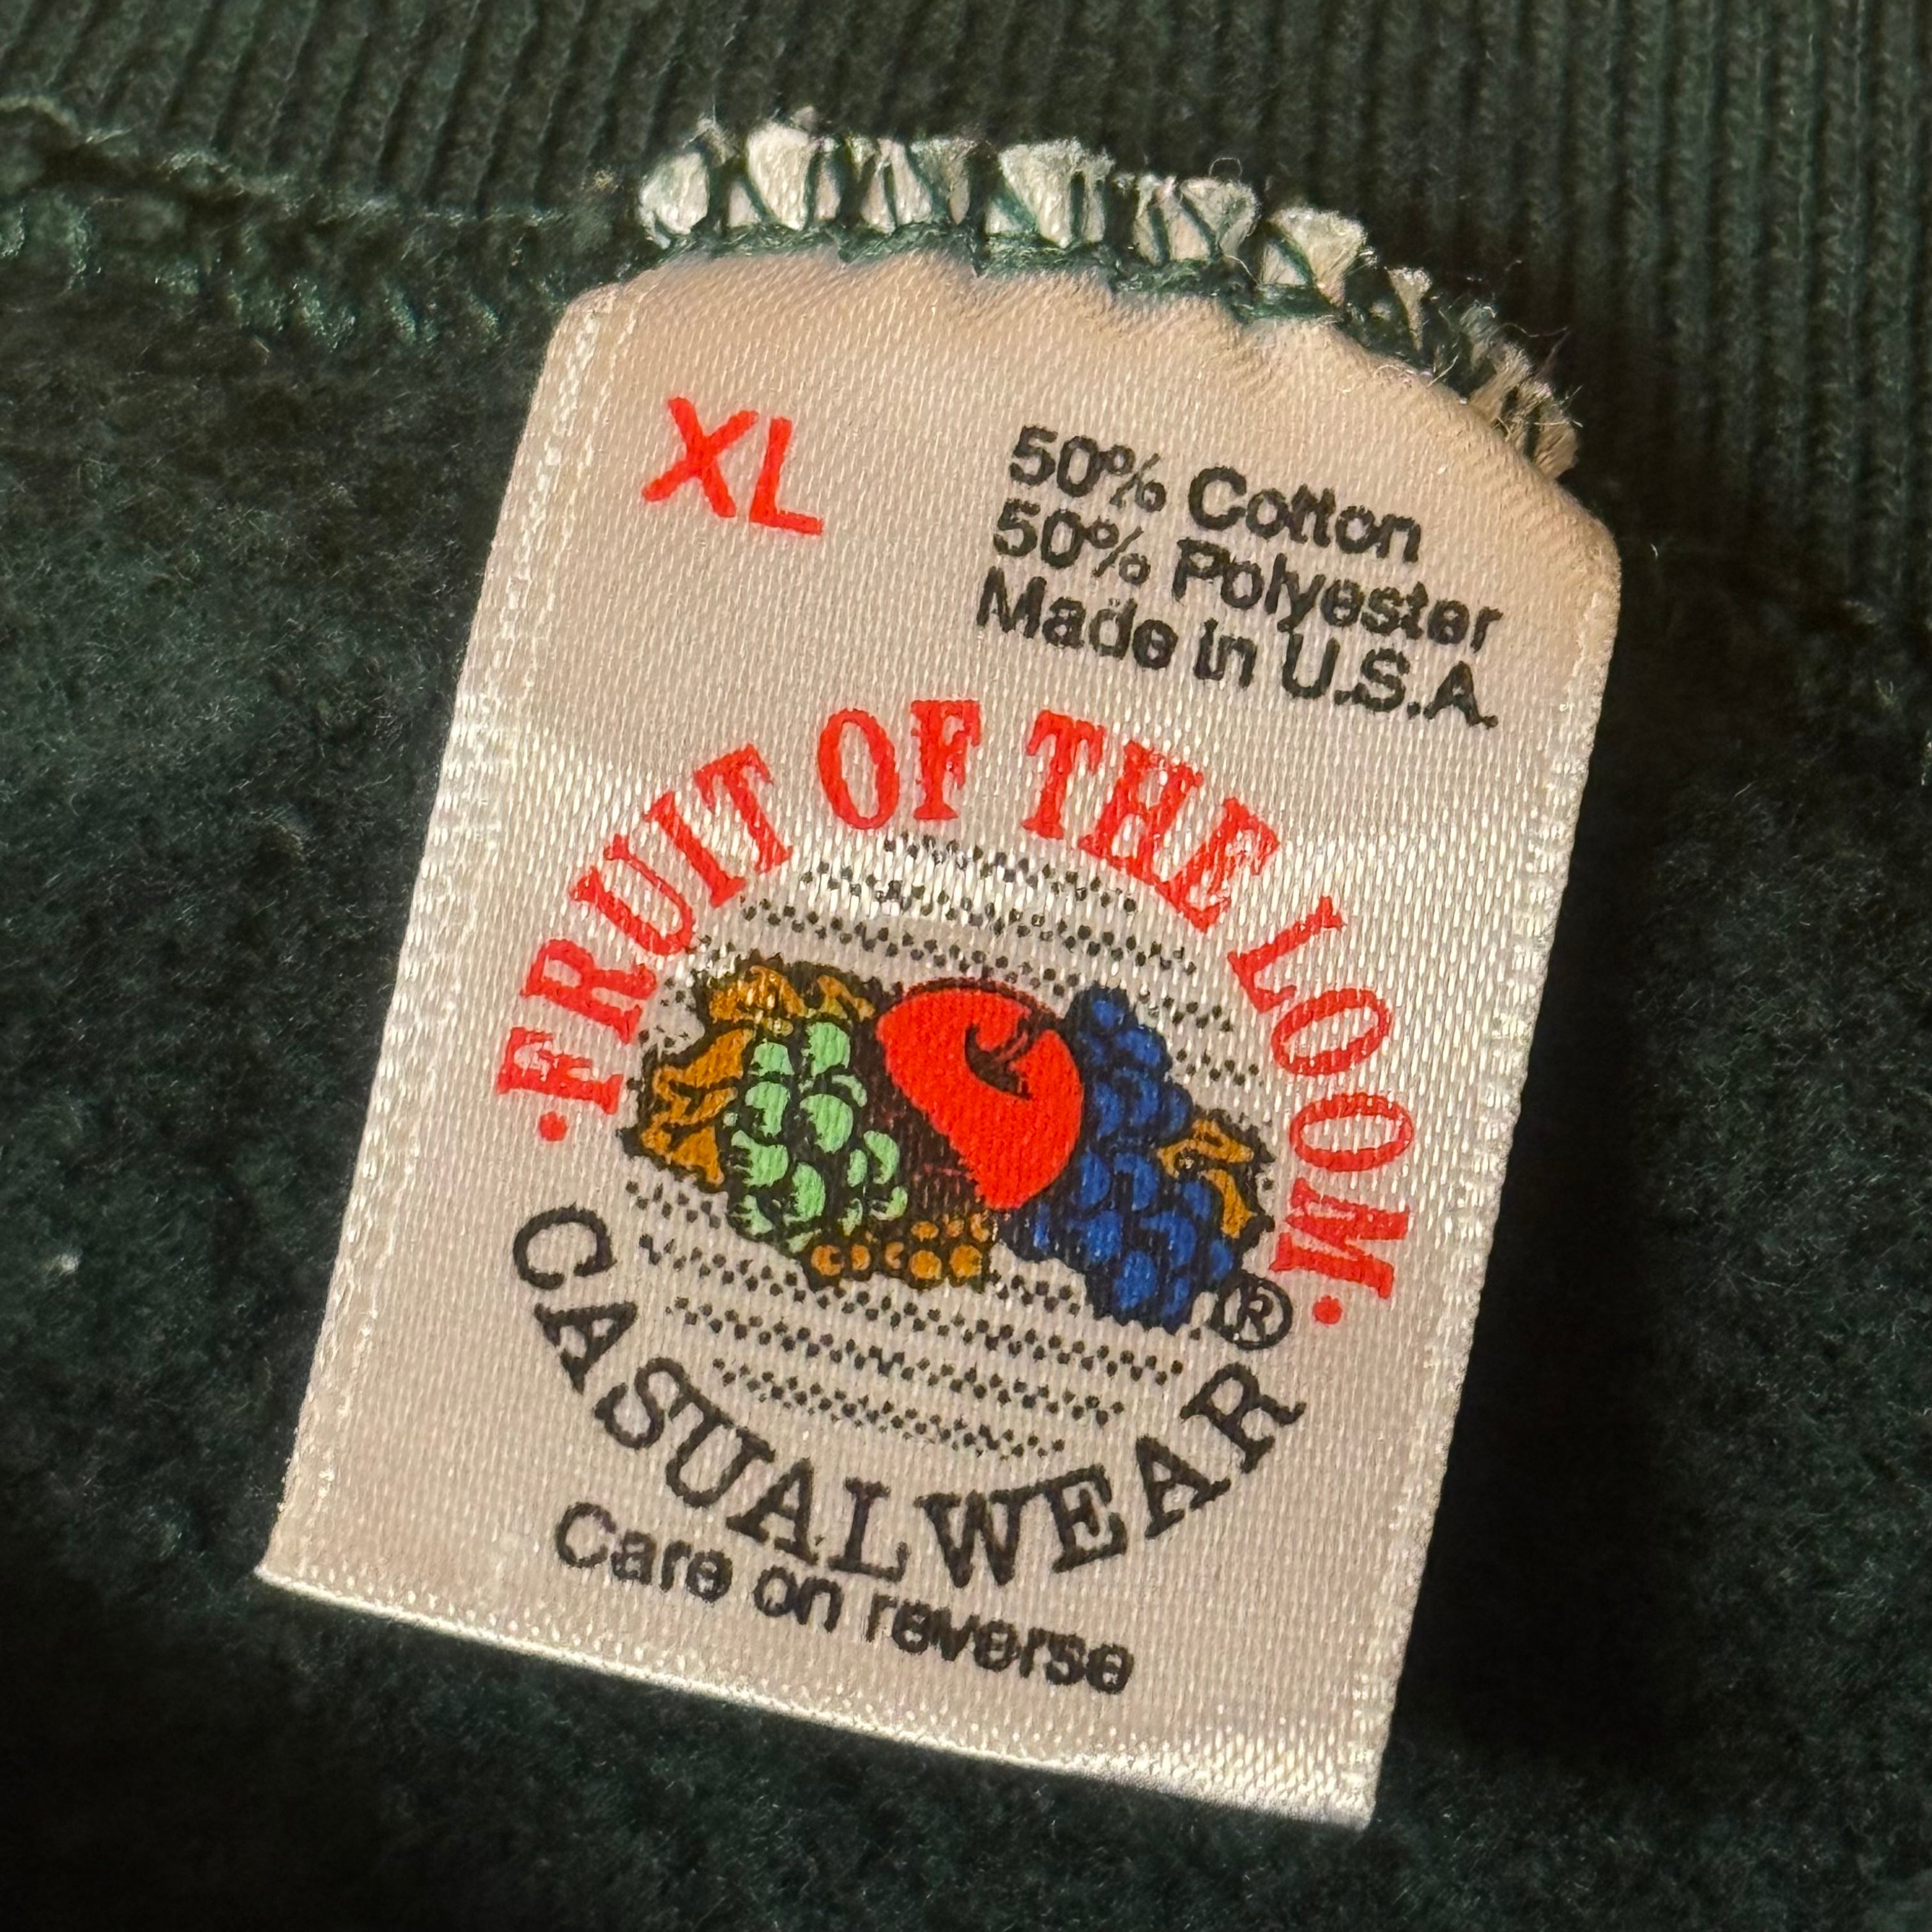 XL
50% Cotton
50% Polyester
Made in U.S.A.
·FRUIT OF THE LOOM·
®
CASUALWEAR
Care on reverse